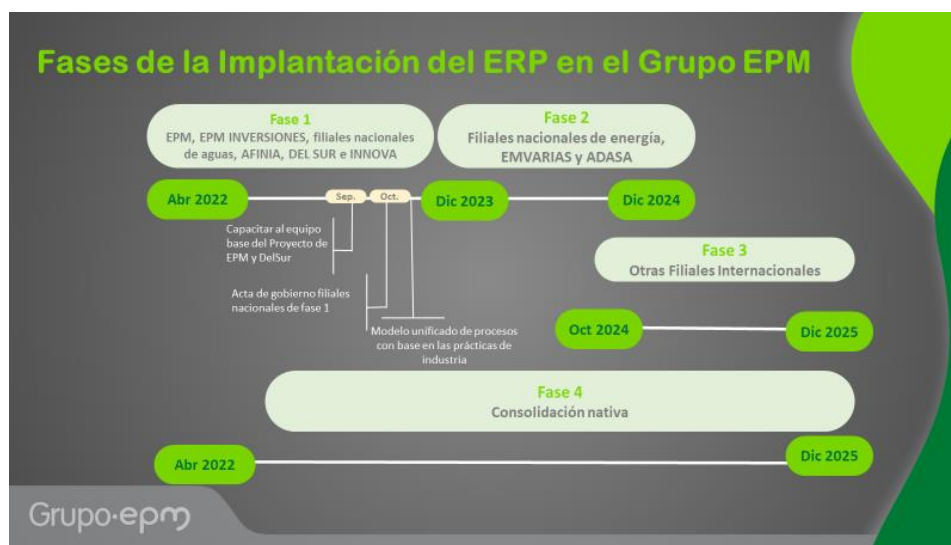 Fases de la Implantación del ERP en el Grupo EPM
Fase 1
EPM, EPM INVERSIONES, filiales nacionales
de aguas, AFINIA, DEL SUR e INNOVA
Fase 2
Filiales nacionales de energía,
EMVARIAS y ADASA
Abr 2022
Sep.
Oct.
Dic 2023
Dic 2024
Capacitar al equipo
base del Proyecto de
EPM y DelSur
Acta de gobierno filiales
nacionales de fase 1
Modelo unificado de procesos
con base en las prácticas de
industria
Fase 3
Otras Filiales Internacionales
Oct 2024
Dic 2025
Fase 4
Consolidación nativa
Abr 2022
Dic 2025
Grupo·epm